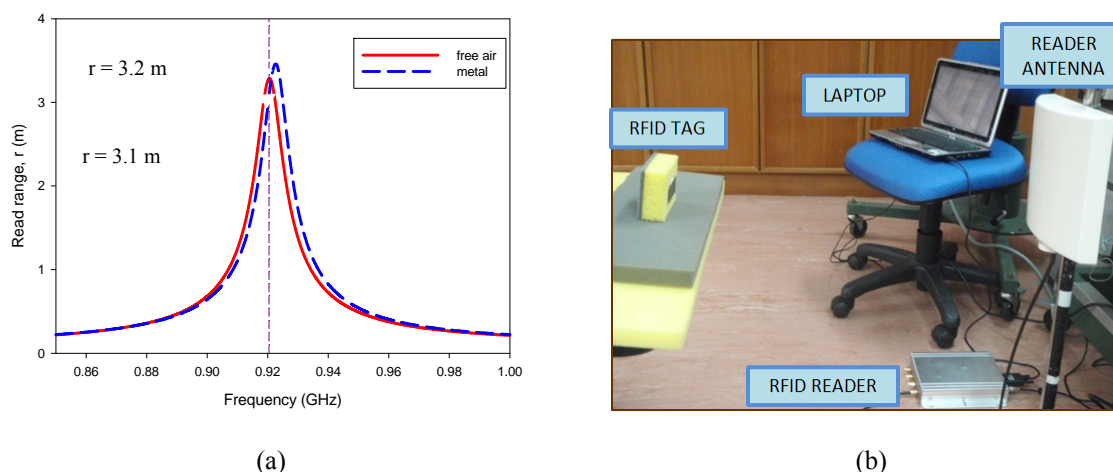 4
3
2
1
0
Read range, r (m)
r = 3.2 m
r = 3.1 m
free air
metal
0.86
0.88
0.90
0.92
0.94
0.96
0.98
1.00
Frequency (GHz)
(a)
READER
ANTENNA
LAPTOP
RFID TAG
RFID READER
(b)